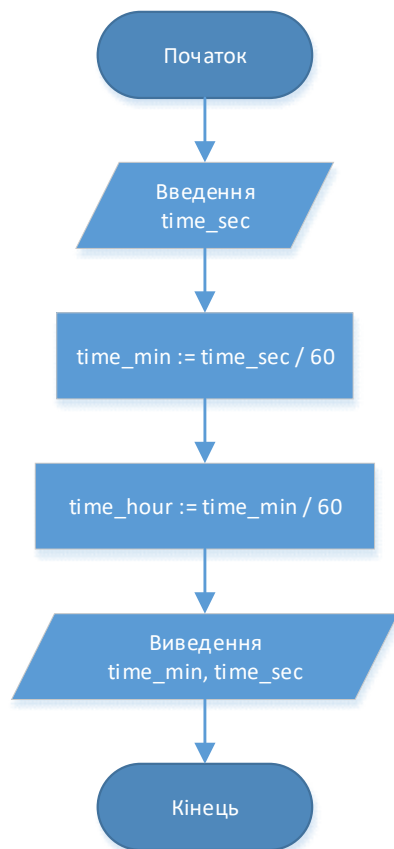 Початок
Введення
time_sec
time_min := time_sec / 60
time_hour := time_min / 60
Виведення
time_min, time_sec
Кінець